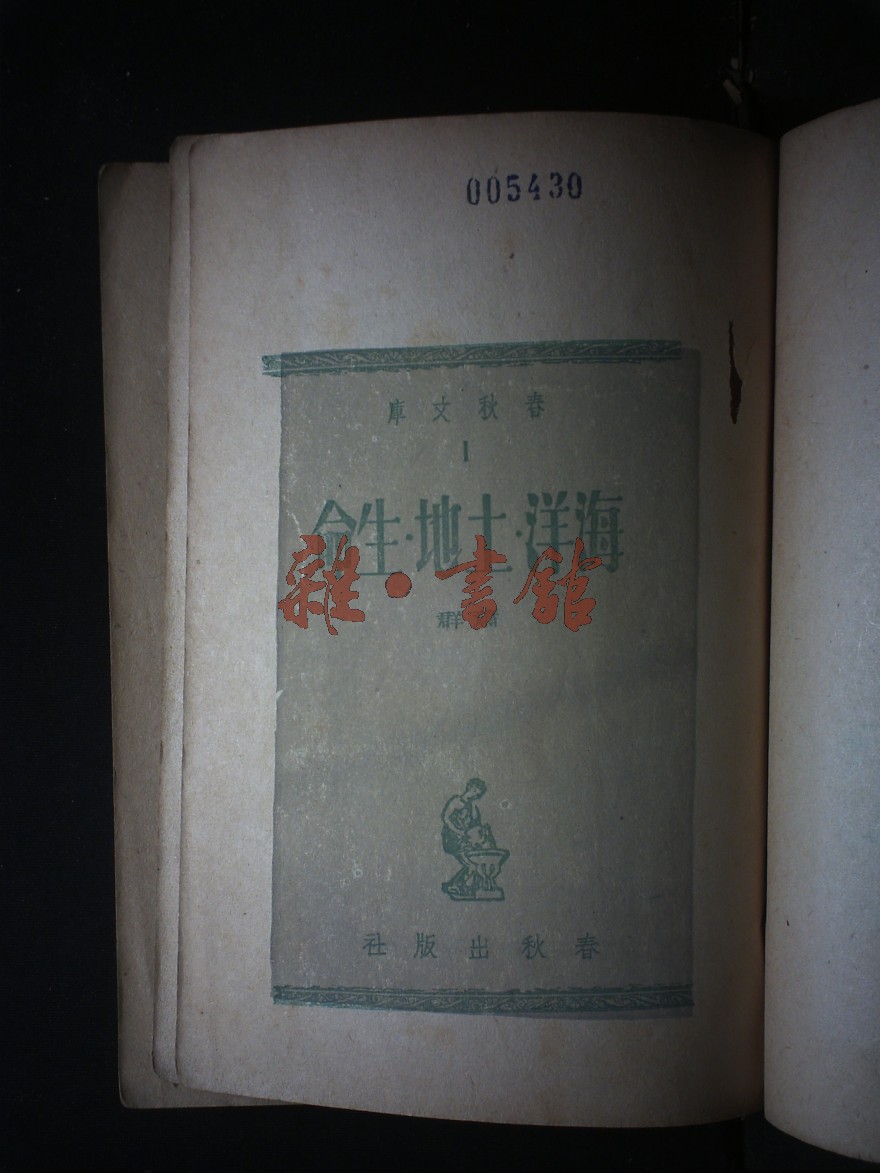 005430
春秋文庫
I
海洋·土地·生命
雜·書館
群
春秋出版社